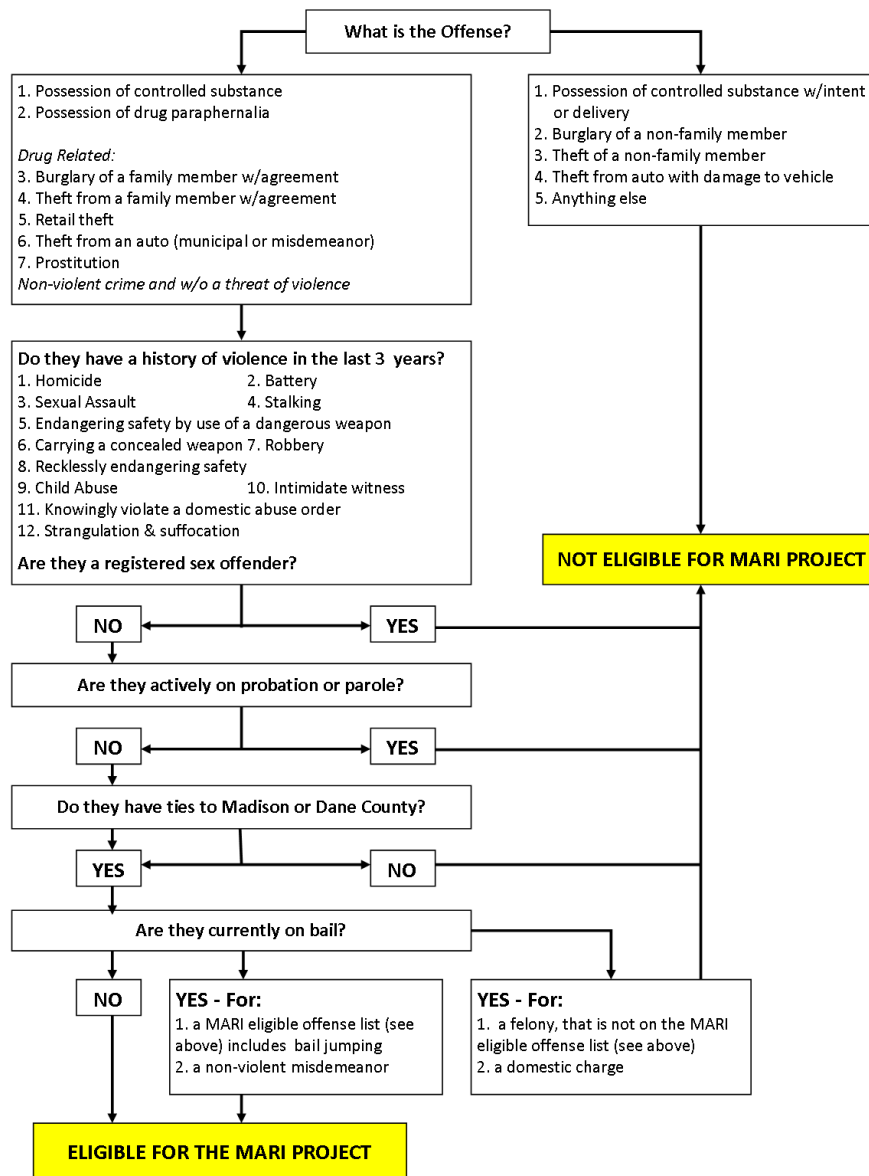 What is the Offense?
1. Possession of controlled substance
2. Possession of drug paraphernalia
Drug Related:
3. Burglary of a family member w/agreement
4. Theft from a family member w/agreement
5. Retail theft
6. Theft from an auto (municipal or misdemeanor)
7. Prostitution
Non-violent crime and w/o a threat of violence
1. Possession of controlled substance w/intent
or delivery
2. Burglary of a non-family member
3. Theft of a non-family member
4. Theft from auto with damage to vehicle
5. Anything else
Do they have a history of violence in the last 3 years?
1. Homicide 2. Battery
3. Sexual Assault 4. Stalking
5. Endangering safety by use of a dangerous weapon
6. Carrying a concealed weapon 7. Robbery
8. Recklessly endangering safety
9. Child Abuse 10. Intimidate witness
11. Knowingly violate a domestic abuse order
12. Strangulation & suffocation
Are they a registered sex offender?
NOT ELIGIBLE FOR MARI PROJECT
NO YES
Are they actively on probation or parole?
NO YES
Do they have ties to Madison or Dane County?
YES NO
Are they currently on bail?
NO
YES - For:
1. a MARI eligible offense list (see
above) includes bail jumping
2. a non-violent misdemeanor
YES - For:
1. a felony, that is not on the MARI
eligible offense list (see above)
2. a domestic charge
ELIGIBLE FOR THE MARI PROJECT